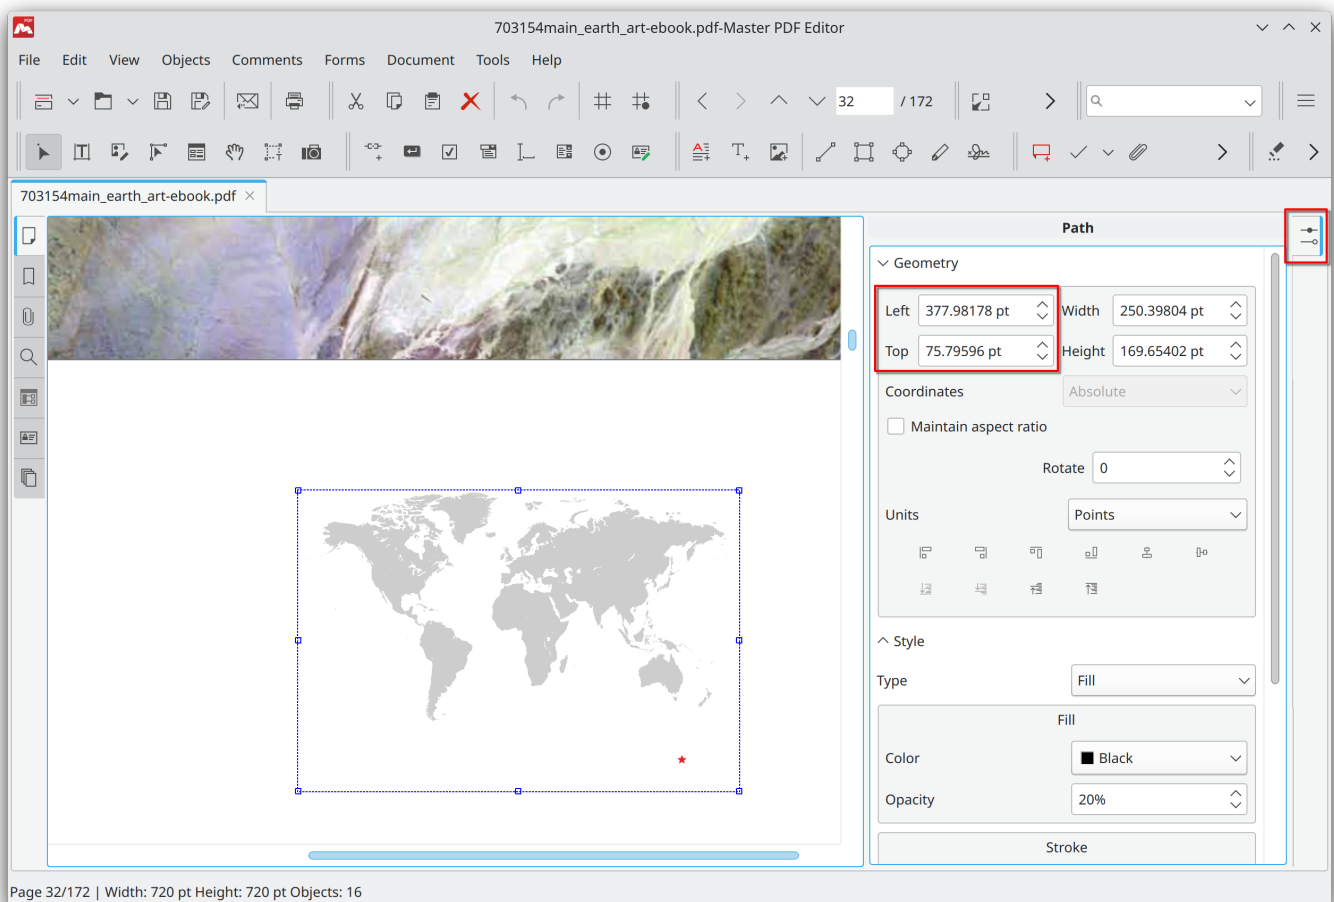 703154main_earth_art-ebook.pdf-Master PDF Editor
File Edit View Objects Comments Forms Document Tools Help
32 / 172
703154main_earth_art-ebook.pdf
Path
Geometry
Left 377.98178 pt Width 250.39804 pt
Top 75.79596 pt Height 169.65402 pt
Coordinates Absolute
Maintain aspect ratio
Rotate 0
Units Points
Style
Type Fill
Fill
Color Black
Opacity 20%
Stroke
Page 32/172 | Width: 720 pt Height: 720 pt Objects: 16